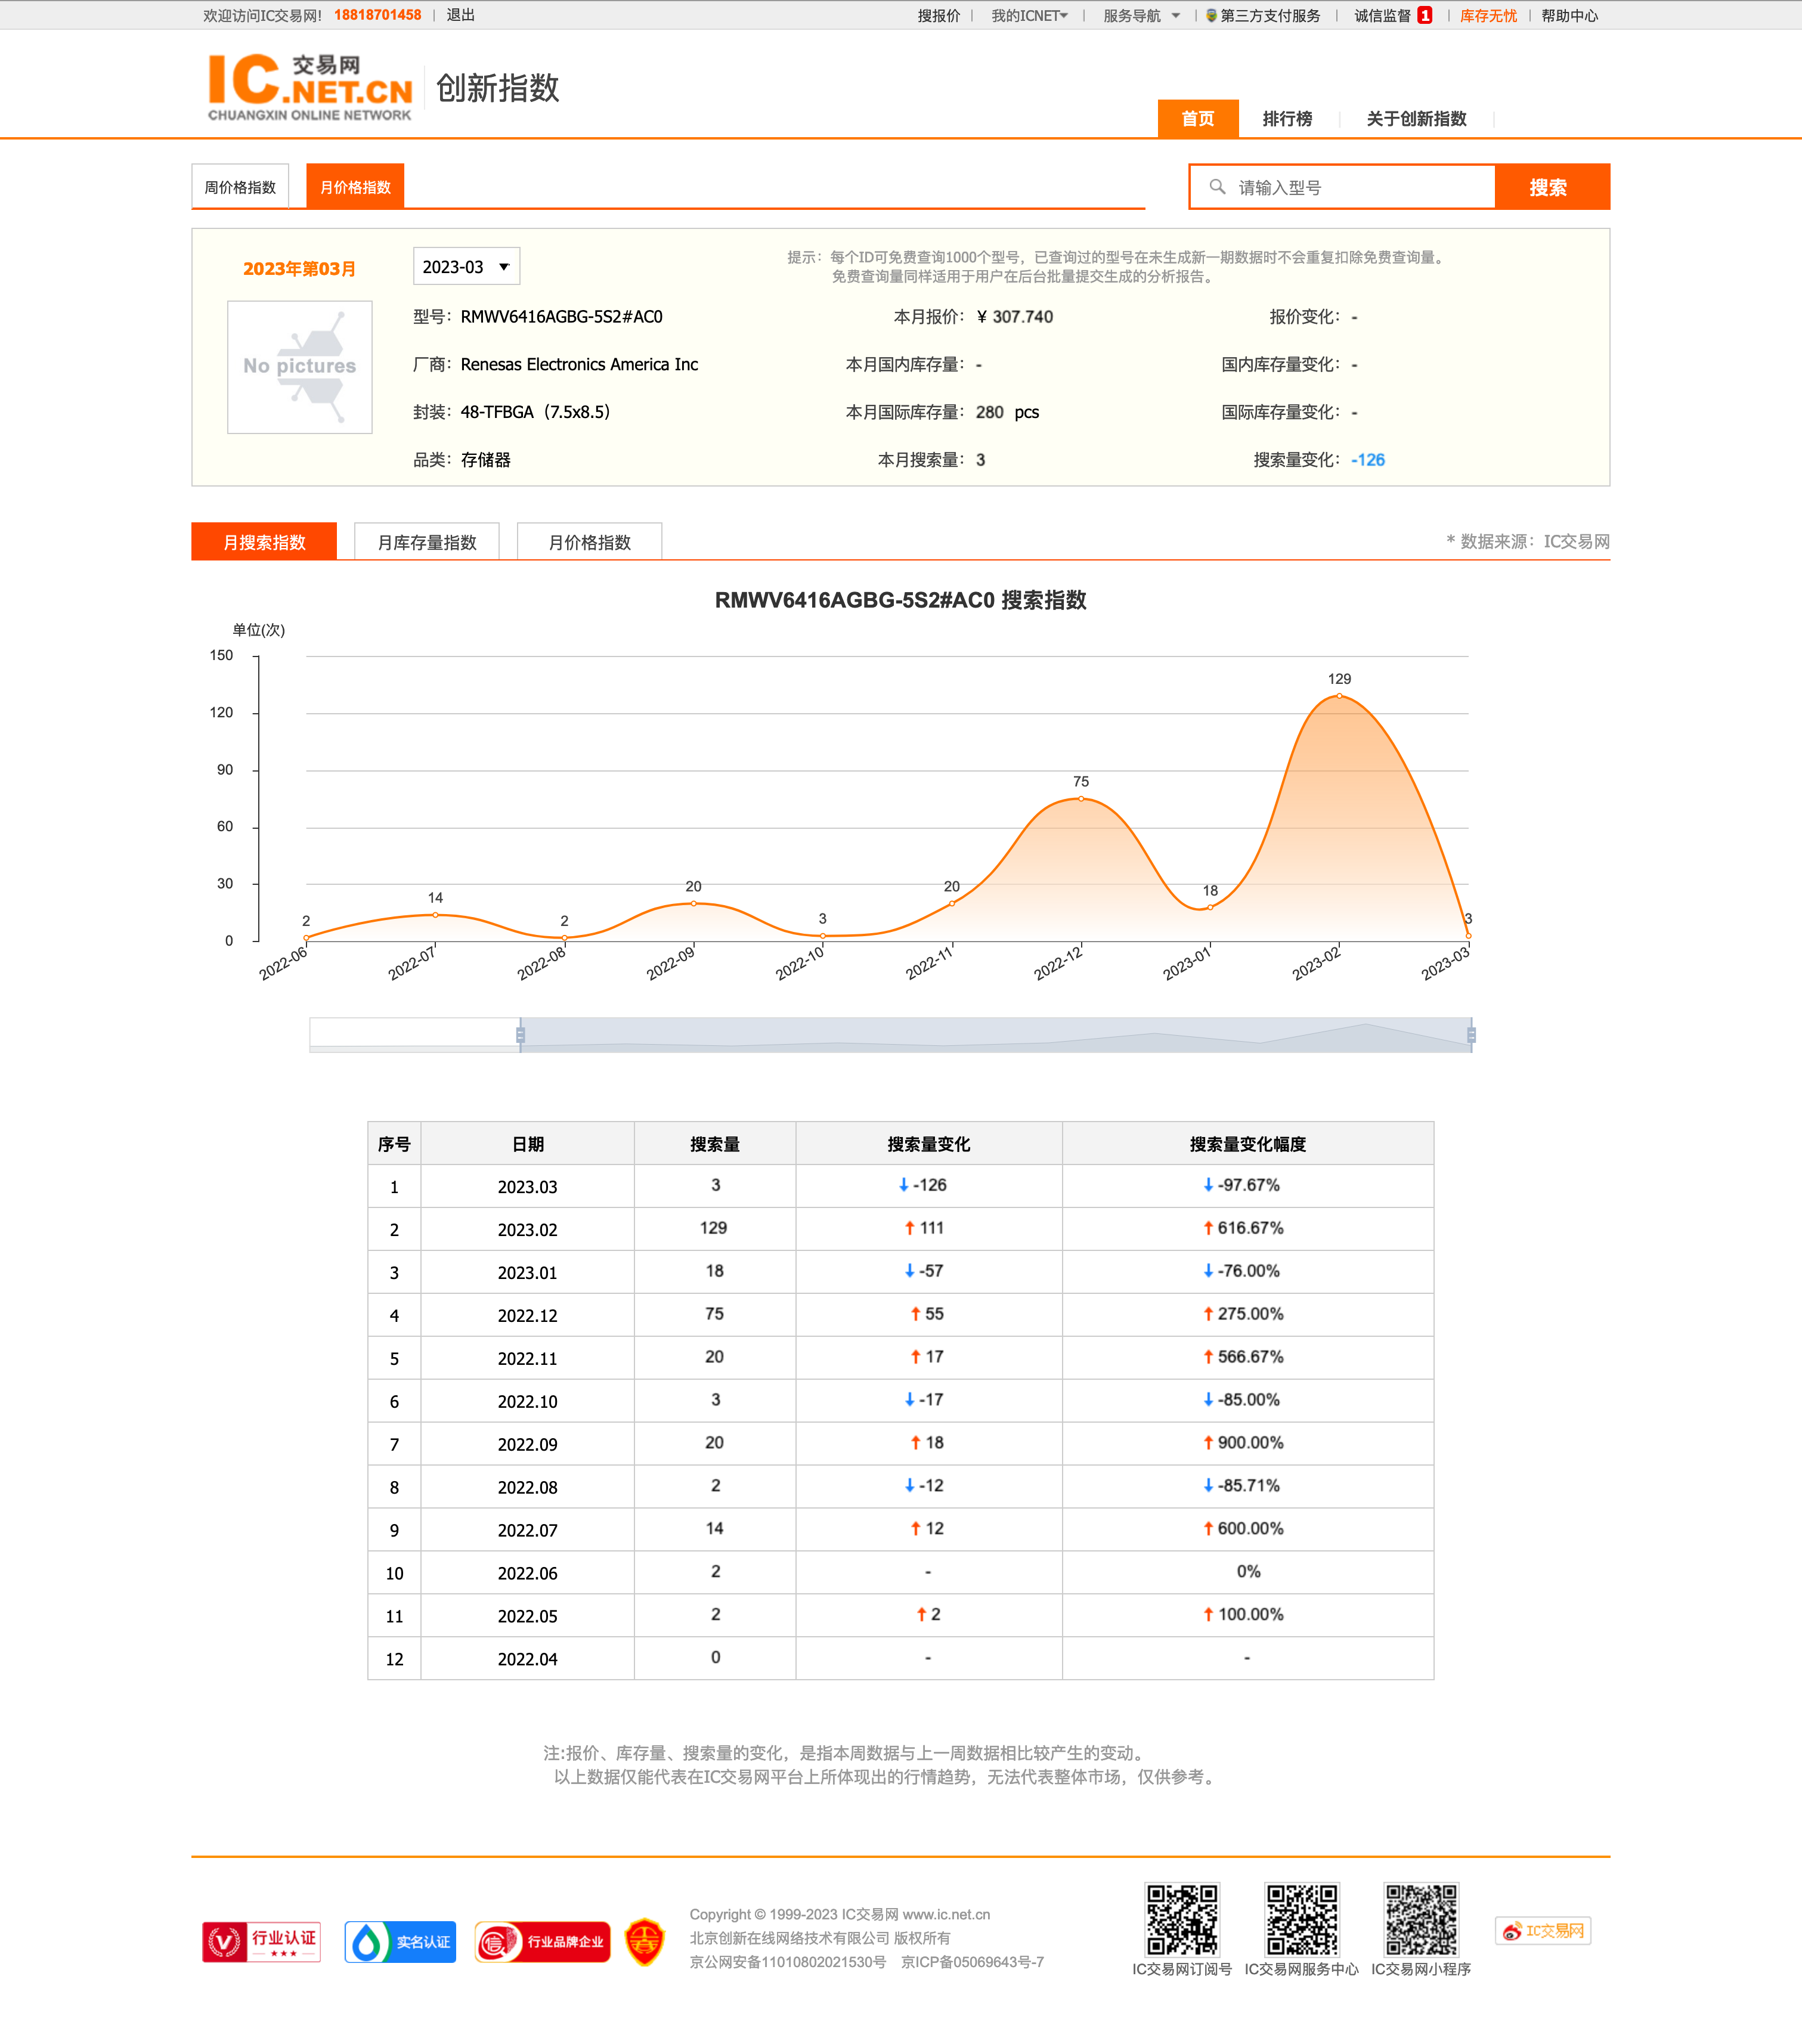 欢迎访问IC交易网! 18818701458 | 退出 搜报价 | 我的ICNET | 服务导航 | 第三方支付服务 | 诚信监督 1 | 库存无忧 | 帮助中心
IC 交易网 .NET.CN
CHUANGXIN ONLINE NETWORK
创新指数
首页 排行榜 关于创新指数
周价格指数 月价格指数 请输入型号 搜索
2023年第03月 2023-03
提示：每个ID可免费查询1000个型号，已查询过的型号在未生成新一期数据时不会重复扣除免费查询量。
免费查询量同样适用于用户在后台批量提交生成的分析报告。
No pictures
型号：RMWV6416AGBG-5S2#AC0 本月报价：¥ 307.740 报价变化：-
厂商：Renesas Electronics America Inc 本月国内库存量：- 国内库存量变化：-
封装：48-TFBGA（7.5x8.5） 本月国际库存量：280 pcs 国际库存量变化：-
品类：存储器 本月搜索量：3 搜索量变化：-126
月搜索指数 月库存量指数 月价格指数 * 数据来源：IC交易网
RMWV6416AGBG-5S2#AC0 搜索指数
单位(次)
150
129
120
90
75
60
30
20
20
18
14
3
3
2
2
0
2022-06 2022-07 2022-08 2022-09 2022-10 2022-11 2022-12 2023-01 2023-02 2023-03
序号 日期 搜索量 搜索量变化 搜索量变化幅度
1 2023.03 3 ↓ -126 ↓ -97.67%
2 2023.02 129 ↑ 111 ↑ 616.67%
3 2023.01 18 ↓ -57 ↓ -76.00%
4 2022.12 75 ↑ 55 ↑ 275.00%
5 2022.11 20 ↑ 17 ↑ 566.67%
6 2022.10 3 ↓ -17 ↓ -85.00%
7 2022.09 20 ↑ 18 ↑ 900.00%
8 2022.08 2 ↓ -12 ↓ -85.71%
9 2022.07 14 ↑ 12 ↑ 600.00%
10 2022.06 2 - 0%
11 2022.05 2 ↑ 2 ↑ 100.00%
12 2022.04 0 - -
注:报价、库存量、搜索量的变化，是指本周数据与上一周数据相比较产生的变动。
以上数据仅能代表在IC交易网平台上所体现出的行情趋势，无法代表整体市场，仅供参考。
行业认证
实名认证
信 行业品牌企业
Copyright © 1999-2023 IC交易网 www.ic.net.cn
北京创新在线网络技术有限公司 版权所有
京公网安备11010802021530号 京ICP备05069643号-7
IC交易网订阅号 IC交易网服务中心 IC交易网小程序
IC交易网